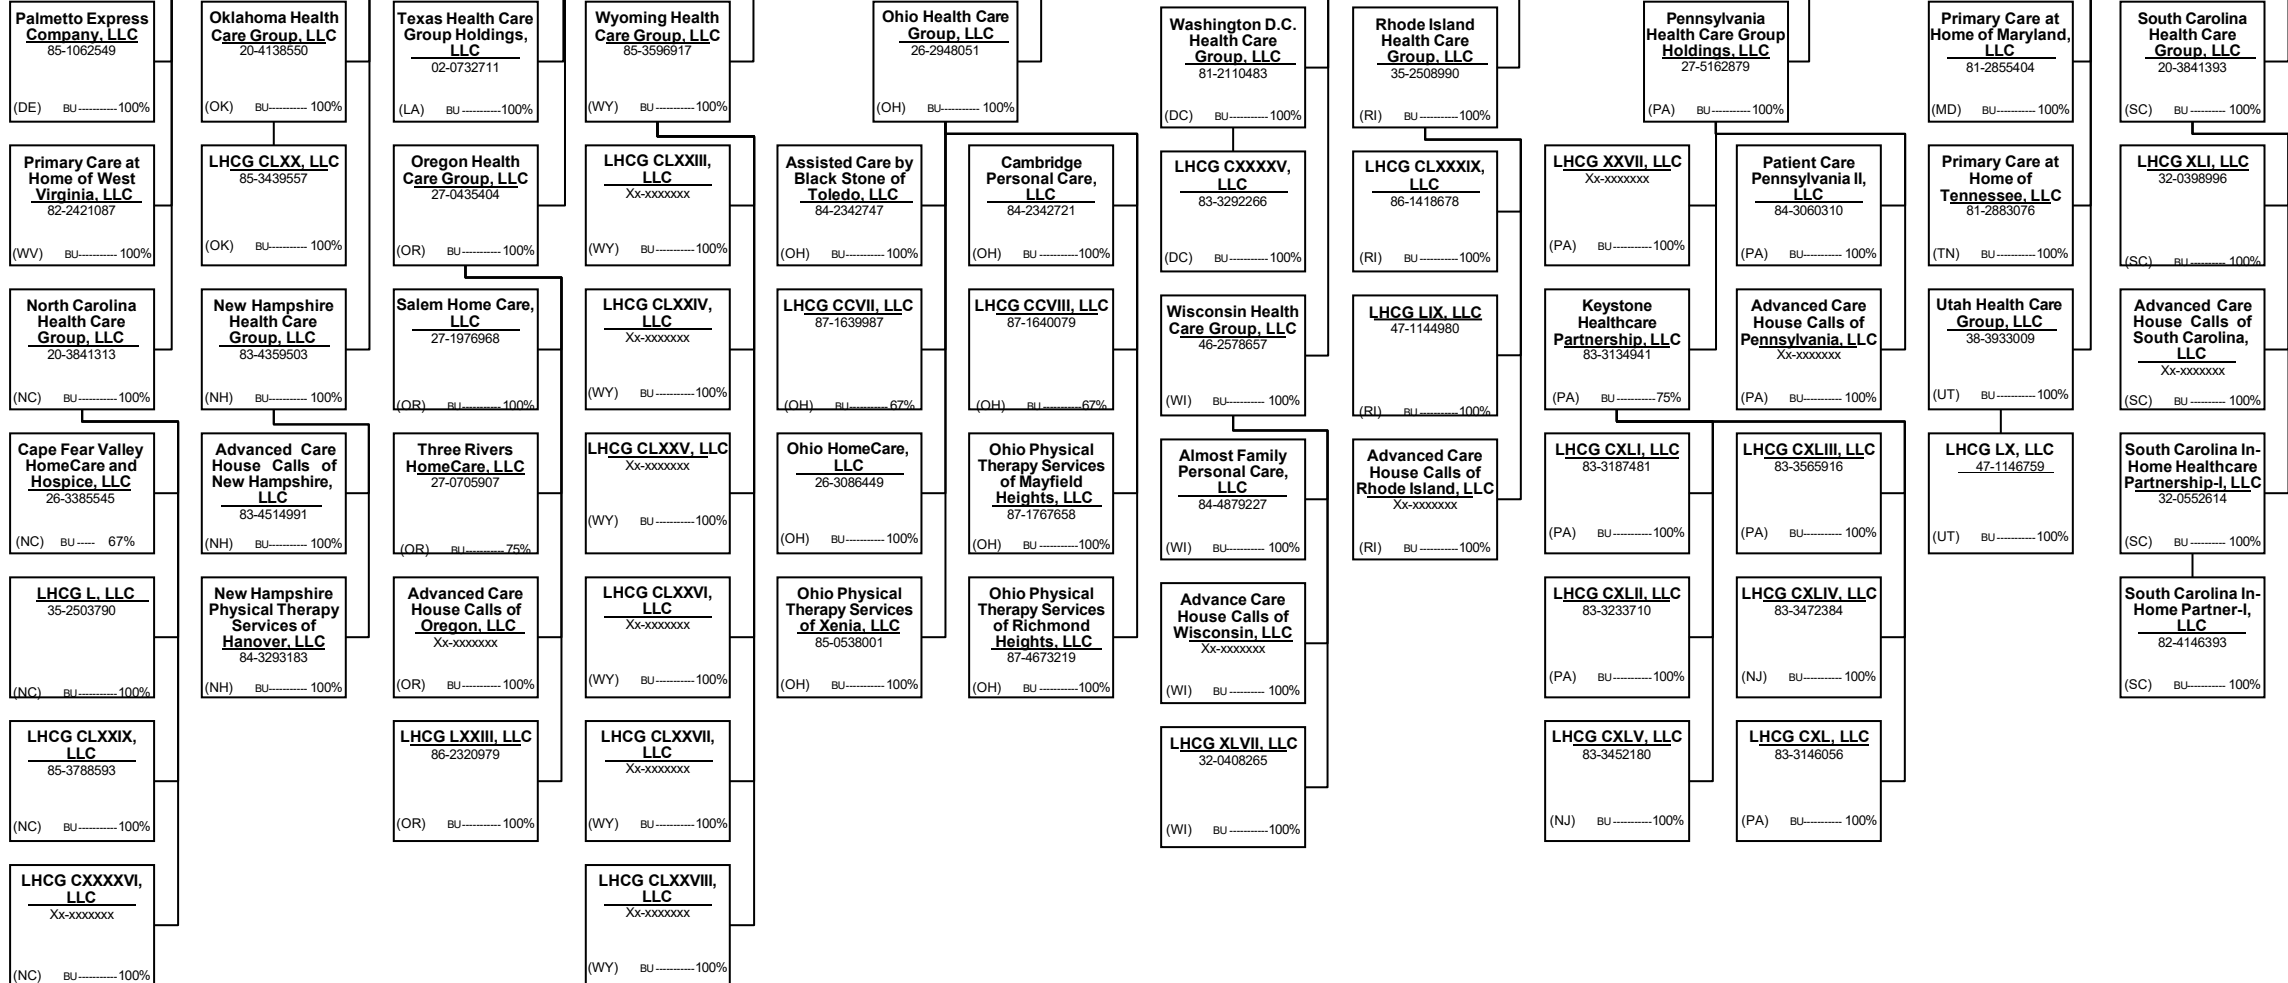 Palmetto Express
Company, LLC
85-1062549
(DE) BU-----------100%
Primary Care at
Home of West
Virginia, LLC
82-2421087
(WV) BU----------- 100%
North Carolina
Health Care
Group, LLC
20-3841313
(NC) BU-----------100%
Cape Fear Valley
HomeCare and
Hospice, LLC
26-3385545
(NC) BU----- 67%
LHCG L, LLC
35-2503790
(NC) BU-----------100%
LHCG CLXXIX,
LLC
85-3788593
(NC) BU-----------100%
LHCG CXXXXVI,
LLC
Xx-xxxxxxx
(NC) BU-----------100%
Oklahoma Health
Care Group, LLC
20-4138550
(OK) BU----------- 100%
LHCG CLXX, LLC
85-3439557
(OK) BU----------- 100%
New Hampshire
Health Care
Group, LLC
83-4359503
(NH) BU----------- 100%
Advanced Care
House Calls of
New Hampshire,
LLC
83-4514991
(NH) BU----------- 100%
New Hampshire
Physical Therapy
Services of
Hanover, LLC
84-3293183
(NH) BU----------- 100%
Texas Health Care
Group Holdings,
LLC
02-0732711
(LA) BU -----------100%
Oregon Health
Care Group, LLC
27-0435404
(OR) BU----------- 100%
Salem Home Care,
LLC
27-1976968
(OR) BU----------- 100%
Three Rivers
HomeCare, LLC
27-0705907
(OR) BU-----------75%
Advanced Care
House Calls of
Oregon, LLC
Xx-xxxxxxx
(OR) BU----------- 100%
LHCG LXXIII, LLC
86-2320979
(OR) BU----------- 100%
Wyoming Health
Care Group, LLC
85-3596917
(WY) BU-----------100%
LHCG CLXXIII,
LLC
Xx-xxxxxxx
(WY) BU-----------100%
LHCG CLXXIV,
LLC
Xx-xxxxxxx
(WY) BU-----------100%
LHCG CLXXV, LLC
Xx-xxxxxxx
(WY) BU-----------100%
LHCG CLXXVI,
LLC
Xx-xxxxxxx
(WY) BU-----------100%
LHCG CLXXVII,
LLC
Xx-xxxxxxx
(WY) BU-----------100%
LHCG CLXXVIII,
LLC
Xx-xxxxxxx
(WY) BU-----------100%
Ohio Health Care
Group, LLC
26-2948051
(OH) BU-----------100%
Assisted Care by
Black Stone of
Toledo, LLC
84-2342747
(OH) BU-----------100%
LHCG CCVII, LLC
87-1639987
(OH) BU-----------67%
Ohio HomeCare,
LLC
26-3086449
(OH) BU-----------100%
Ohio Physical
Therapy Services
of Xenia, LLC
85-0538001
(OH) BU-----------100%
Cambridge
Personal Care,
LLC
84-2342721
(OH) BU -----------100%
LHCG CCVIII, LLC
87-1640079
(OH) BU-----------67%
Ohio Physical
Therapy Services
of Mayfield
Heights, LLC
87-1767658
(OH) BU -----------100%
Ohio Physical
Therapy Services
of Richmond
Heights, LLC
87-4673219
(OH) BU -----------100%
Washington D.C.
Health Care
Group, LLC
81-2110483
(DC) BU-----------100%
LHCG CXXXXV,
LLC
83-3292266
(DC) BU-----------100%
Wisconsin Health
Care Group, LLC
46-2578657
(WI) BU ---------- 100%
Almost Family
Personal Care,
LLC
84-4879227
(WI) BU ---------- 100%
Advance Care
House Calls of
Wisconsin, LLC
Xx-xxxxxxx
(WI) BU ---------- 100%
LHCG XLVII, LLC
32-0408265
(WI) BU -----------100%
Rhode Island
Health Care
Group, LLC
35-2508990
(RI) BU -----------100%
LHCG CLXXXIX,
LLC
86-1418678
(RI) BU -----------100%
LHCG LIX, LLC
47-1144980
(RI) BU -----------100%
Advanced Care
House Calls of
Rhode Island, LLC
Xx-xxxxxxx
(RI) BU -----------100%
Pennsylvania
Health Care Group
Holdings, LLC
27-5162879
(PA) BU -----------100%
LHCG XXVII, LLC
Xx-xxxxxxx
(PA) BU -----------100%
Keystone
Healthcare
Partnership, LLC
83-3134941
(PA) BU -----------75%
LHCG CXLI, LLC
83-3187481
(PA) BU -----------100%
LHCG CXLII, LLC
83-3233710
(PA) BU -----------100%
LHCG CXLV, LLC
83-3452180
(NJ) BU -----------100%
Patient Care
Pennsylvania II,
LLC
84-3060310
(PA) BU---------- 100%
Advanced Care
House Calls of
Pennsylvania, LLC
Xx-xxxxxxx
(PA) BU---------- 100%
LHCG CXLIII, LLC
83-3565916
(PA) BU---------- 100%
LHCG CXLIV, LLC
83-3472384
(NJ) BU---------- 100%
LHCG CXL, LLC
83-3146056
(PA) BU---------- 100%
Primary Care at
Home of Maryland,
LLC
81-2855404
(MD) BU---------- 100%
Primary Care at
Home of
Tennessee, LLC
81-2883076
(TN) BU---------- 100%
Utah Health Care
Group, LLC
38-3933009
(UT) BU ---------- 100%
LHCG LX, LLC
47-1146759
(UT) BU ---------- 100%
South Carolina
Health Care
Group, LLC
20-3841393
(SC) BU---------- 100%
LHCG XLI, LLC
32-0398996
(SC) BU ---------- 100%
Advanced Care
House Calls of
South Carolina,
LLC
Xx-xxxxxxx
(SC) BU---------- 100%
South Carolina In-
Home Healthcare
Partnership-I, LLC
32-0552614
(SC) BU ---------- 100%
South Carolina In-
Home Partner-I,
LLC
82-4146393
(SC) BU---------- 100%